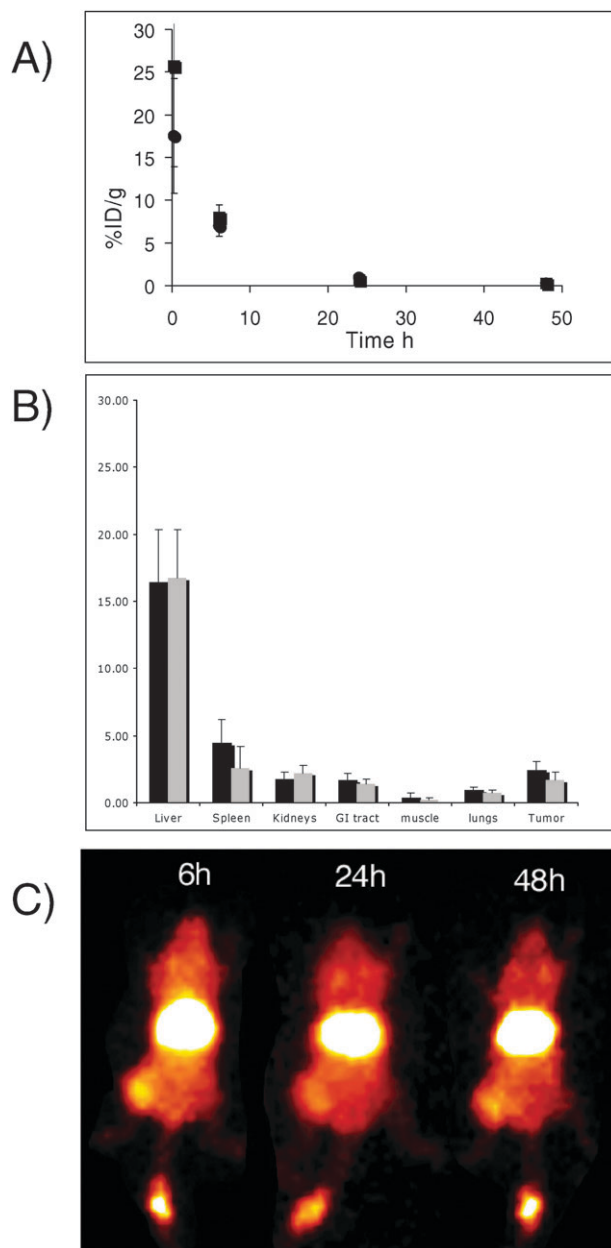 A)
30
25
20
15
10
5
0
%ID/g
0 10 20 30 40 50
Time h
B)
30.00
25.00
20.00
15.00
10.00
5.00
0.00
Liver Spleen Kidneys GI tract muscle lungs Tumor
C)
6h 24h 48h